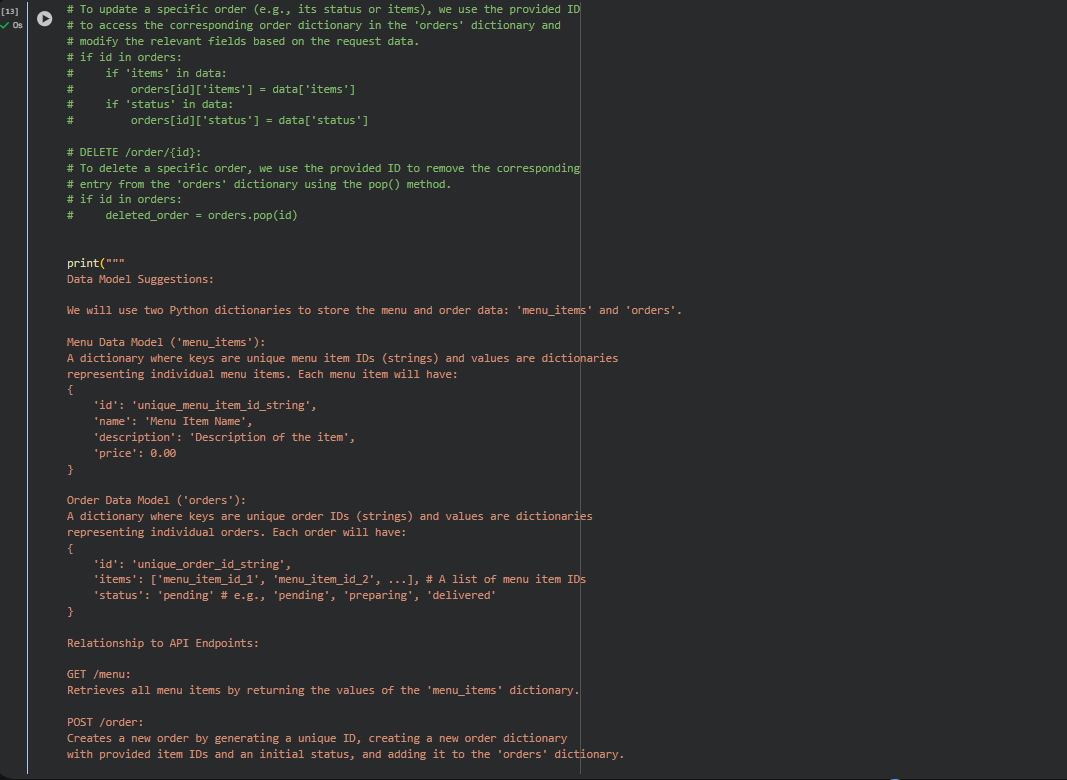 [13]
0s
# To update a specific order (e.g., its status or items), we use the provided ID
# to access the corresponding order dictionary in the 'orders' dictionary and
# modify the relevant fields based on the request data.
# if id in orders:
#     if 'items' in data:
#         orders[id]['items'] = data['items']
#     if 'status' in data:
#         orders[id]['status'] = data['status']

# DELETE /order/{id}:
# To delete a specific order, we use the provided ID to remove the corresponding
# entry from the 'orders' dictionary using the pop() method.
# if id in orders:
#     deleted_order = orders.pop(id)

print("""
Data Model Suggestions:

We will use two Python dictionaries to store the menu and order data: 'menu_items' and 'orders'.

Menu Data Model ('menu_items'):
A dictionary where keys are unique menu item IDs (strings) and values are dictionaries
representing individual menu items. Each menu item will have:
{
    'id': 'unique_menu_item_id_string',
    'name': 'Menu Item Name',
    'description': 'Description of the item',
    'price': 0.00
}

Order Data Model ('orders'):
A dictionary where keys are unique order IDs (strings) and values are dictionaries
representing individual orders. Each order will have:
{
    'id': 'unique_order_id_string',
    'items': ['menu_item_id_1', 'menu_item_id_2', ...], # A list of menu item IDs
    'status': 'pending' # e.g., 'pending', 'preparing', 'delivered'
}

Relationship to API Endpoints:

GET /menu:
Retrieves all menu items by returning the values of the 'menu_items' dictionary.

POST /order:
Creates a new order by generating a unique ID, creating a new order dictionary
with provided item IDs and an initial status, and adding it to the 'orders' dictionary.